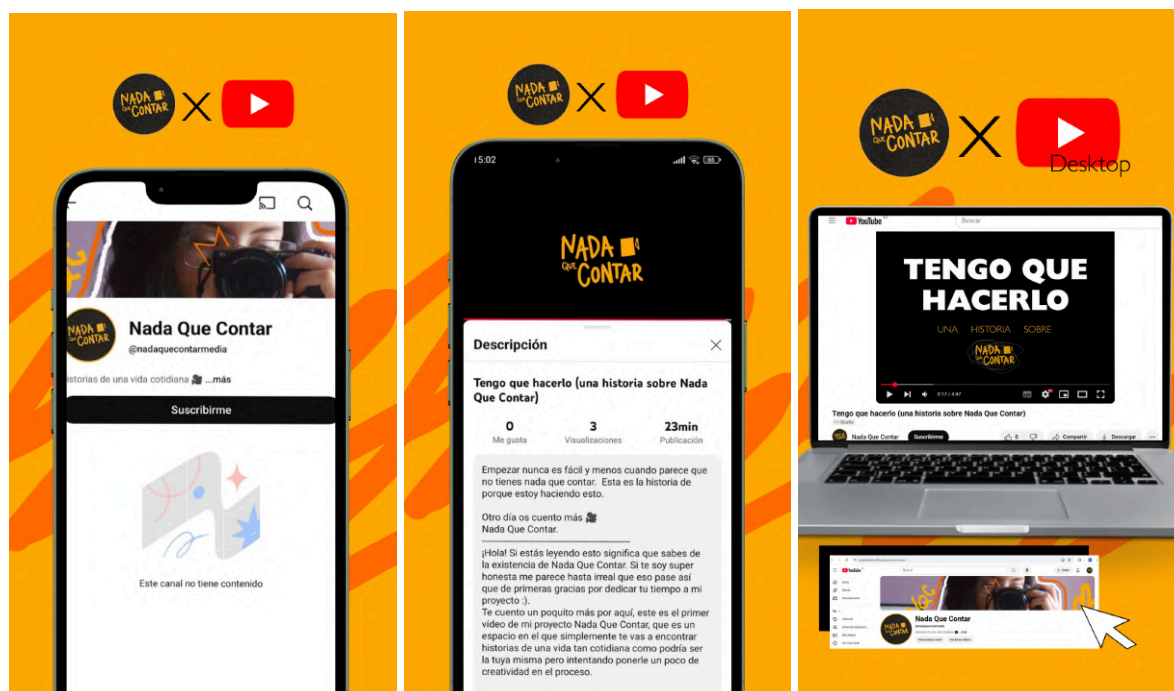 NADA
QUE CONTAR
X
Nada Que Contar
@nadaquecontarmedia
istorias de una vida cotidiana 🎥 ...más
Suscribirme
Este canal no tiene contenido
NADA
QUE CONTAR
X
15:02
65
NADA
QUE CONTAR
Descripción
Tengo que hacerlo (una historia sobre Nada
Que Contar)
0
3
23min
Me gusta
Visualizaciones
Publicación
Empezar nunca es fácil y menos cuando parece que
no tienes nada que contar. Esta es la historia de
porque estoy haciendo esto.
Otro día os cuento más 🎥
Nada Que Contar.
------------------------------------------------
¡Hola! Si estás leyendo esto significa que sabes de
la existencia de Nada Que Contar. Si te soy super
honesta me parece hasta irreal que eso pase así
que de primeras gracias por dedicar tu tiempo a mi
proyecto :).
Te cuento un poquito más por aquí, este es el primer
vídeo de mi proyecto Nada Que Contar, que es un
espacio en el que simplemente te vas a encontrar
historias de una vida tan cotidiana como podría ser
la tuya misma pero intentando ponerle un poco de
creatividad en el proceso.
NADA
QUE CONTAR
X
Desktop
YouTube
Buscar
TENGO QUE
HACERLO
UNA HISTORIA SOBRE
NADA
QUE CONTAR
0:17 / 4:47
Tengo que hacerlo (una historia sobre Nada Que Contar)
Nada Que Contar
Suscribirme
0
Compartir
Descargar
YouTube
Buscar
Nada Que Contar